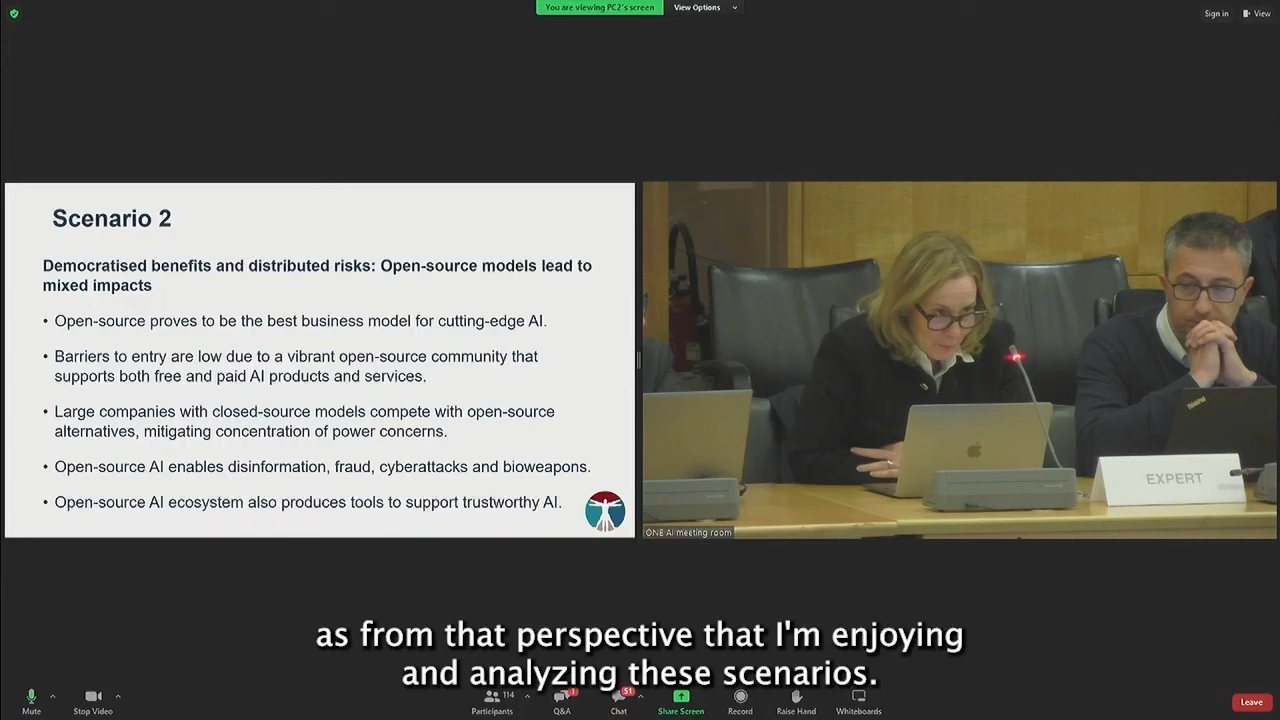 You are viewing PC2's screen
View Options
Sign in
View
Scenario 2
Democratised benefits and distributed risks: Open-source models lead to
mixed impacts
• Open-source proves to be the best business model for cutting-edge AI.
• Barriers to entry are low due to a vibrant open-source community that
supports both free and paid AI products and services.
• Large companies with closed-source models compete with open-source
alternatives, mitigating concentration of power concerns.
• Open-source AI enables disinformation, fraud, cyberattacks and bioweapons.
• Open-source AI ecosystem also produces tools to support trustworthy AI.
ThinkPad
EXPERT
ONE AI meeting room
as from that perspective that I'm enjoying
and analyzing these scenarios.
114
1
51
Mute
Stop Video
Participants
Q&A
Chat
Share Screen
Record
Raise Hand
Whiteboards
Leave